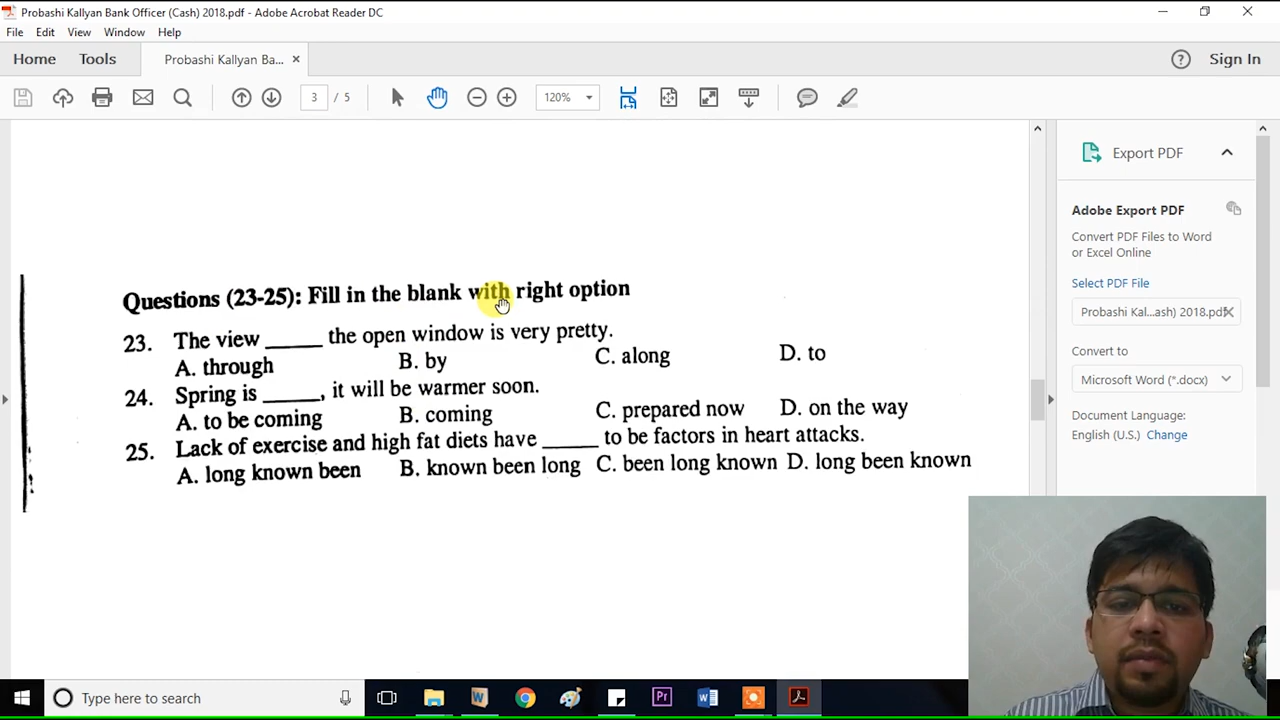 Probashi Kallyan Bank Officer (Cash) 2018.pdf - Adobe Acrobat Reader DC
File Edit View Window Help
Home Tools Probashi Kallyan Ba... × Sign In
3 / 5 120%
Export PDF
Adobe Export PDF
Convert PDF Files to Word
or Excel Online
Select PDF File
Probashi Kal...ash) 2018.pdf
Convert to
Microsoft Word (*.docx)
Document Language:
English (U.S.) Change
Questions (23-25): Fill in the blank with right option
23. The view _____ the open window is very pretty.
A. through B. by C. along D. to
24. Spring is _____, it will be warmer soon.
A. to be coming B. coming C. prepared now D. on the way
25. Lack of exercise and high fat diets have _____ to be factors in heart attacks.
A. long known been B. known been long C. been long known D. long been known
Type here to search